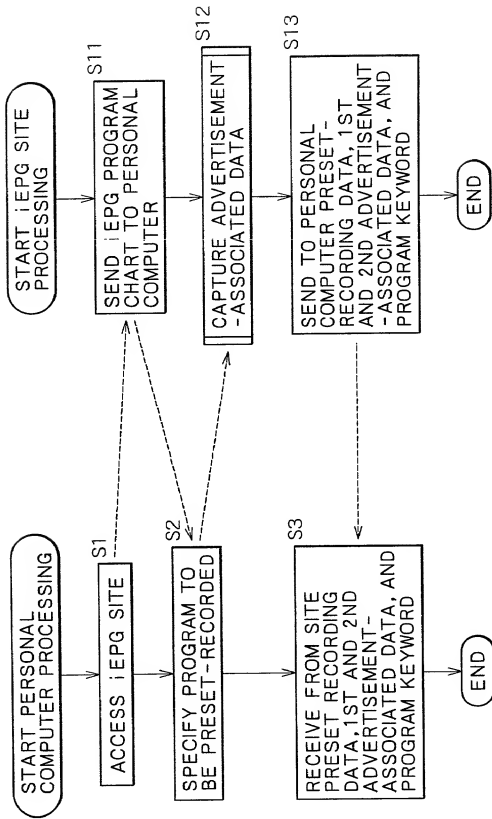 START PERSONAL
COMPUTER PROCESSING
S1
ACCESS iEPG SITE
S2
SPECIFY PROGRAM TO
BE PRESET-RECORDED
S3
RECEIVE FROM SITE
PRESET RECORDING
DATA,1ST AND 2ND
ADVERTISEMENT-
ASSOCIATED DATA, AND
PROGRAM KEYWORD
END
START iEPG SITE
PROCESSING
S11
SEND iEPG PROGRAM
CHART TO PERSONAL
COMPUTER
S12
CAPTURE ADVERTISEMENT
-ASSOCIATED DATA
S13
SEND TO PERSONAL
COMPUTER PRESET-
RECORDING DATA,1ST
AND 2ND ADVERTISEMENT
-ASSOCIATED DATA, AND
PROGRAM KEYWORD
END